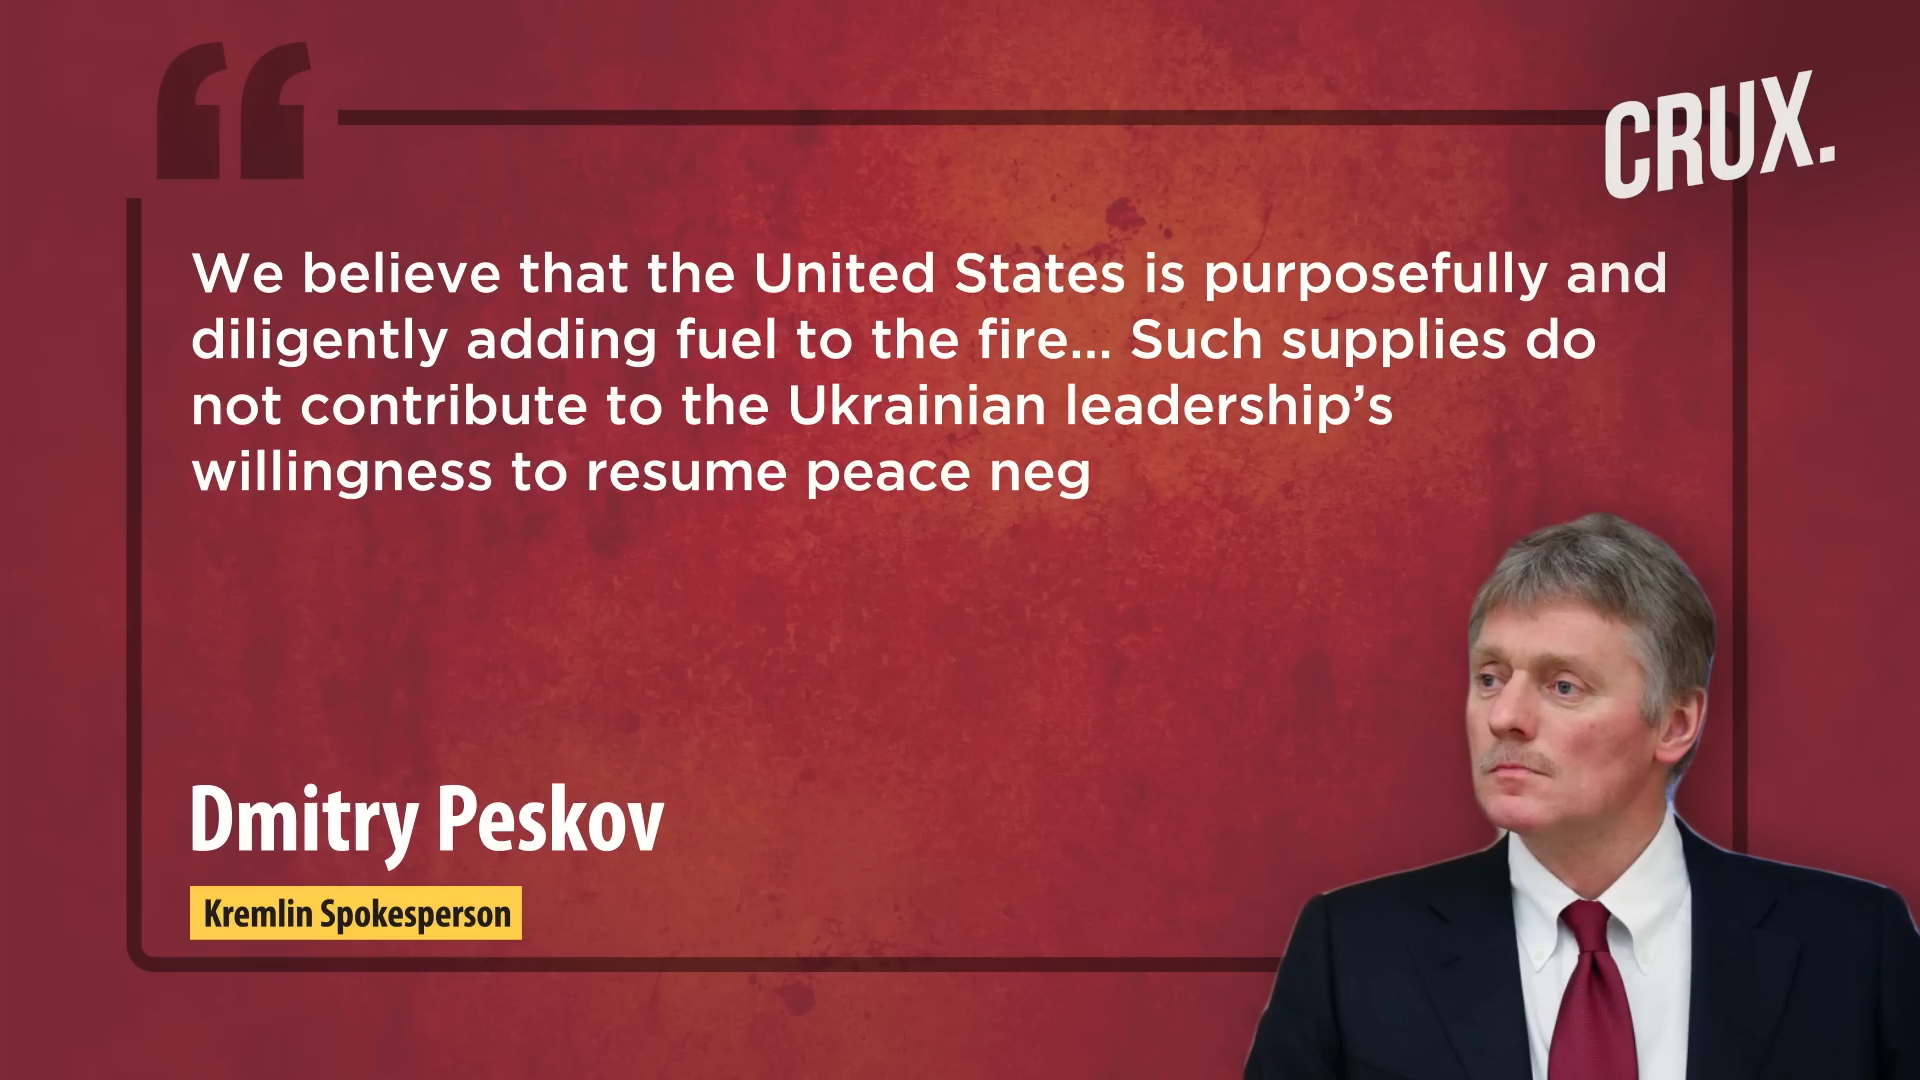 CRUX.
We believe that the United States is purposefully and
diligently adding fuel to the fire... Such supplies do
not contribute to the Ukrainian leadership’s
willingness to resume peace neg
Dmitry Peskov
Kremlin Spokesperson